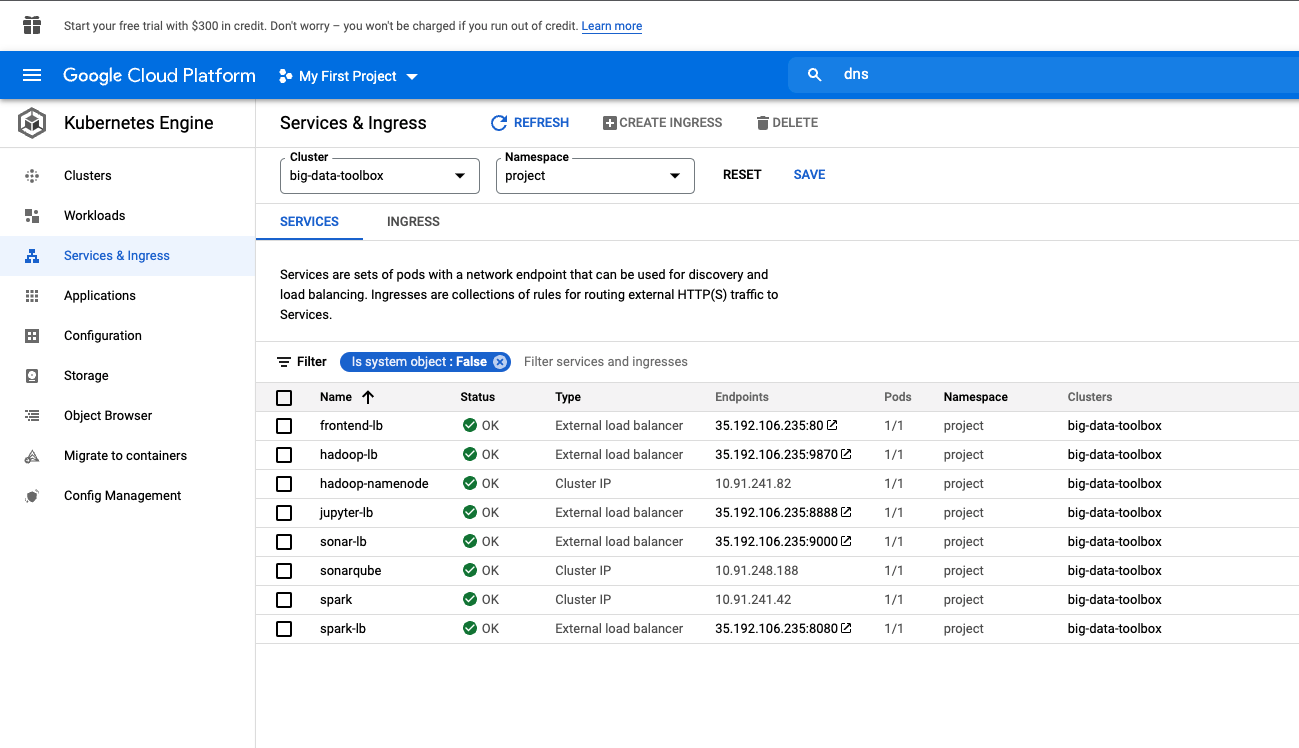 Start your free trial with $300 in credit. Don't worry – you won't be charged if you run out of credit. Learn more
Google Cloud Platform My First Project dns
Kubernetes Engine
Clusters
Workloads
Services & Ingress
Applications
Configuration
Storage
Object Browser
Migrate to containers
Config Management
Services & Ingress REFRESH CREATE INGRESS DELETE
Cluster Namespace
big-data-toolbox project RESET SAVE
SERVICES INGRESS
Services are sets of pods with a network endpoint that can be used for discovery and
load balancing. Ingresses are collections of rules for routing external HTTP(S) traffic to
Services.
Filter Is system object : False Filter services and ingresses
Name Status Type Endpoints Pods Namespace Clusters
frontend-lb OK External load balancer 35.192.106.235:80 1/1 project big-data-toolbox
hadoop-lb OK External load balancer 35.192.106.235:9870 1/1 project big-data-toolbox
hadoop-namenode OK Cluster IP 10.91.241.82 1/1 project big-data-toolbox
jupyter-lb OK External load balancer 35.192.106.235:8888 1/1 project big-data-toolbox
sonar-lb OK External load balancer 35.192.106.235:9000 1/1 project big-data-toolbox
sonarqube OK Cluster IP 10.91.248.188 1/1 project big-data-toolbox
spark OK Cluster IP 10.91.241.42 1/1 project big-data-toolbox
spark-lb OK External load balancer 35.192.106.235:8080 1/1 project big-data-toolbox